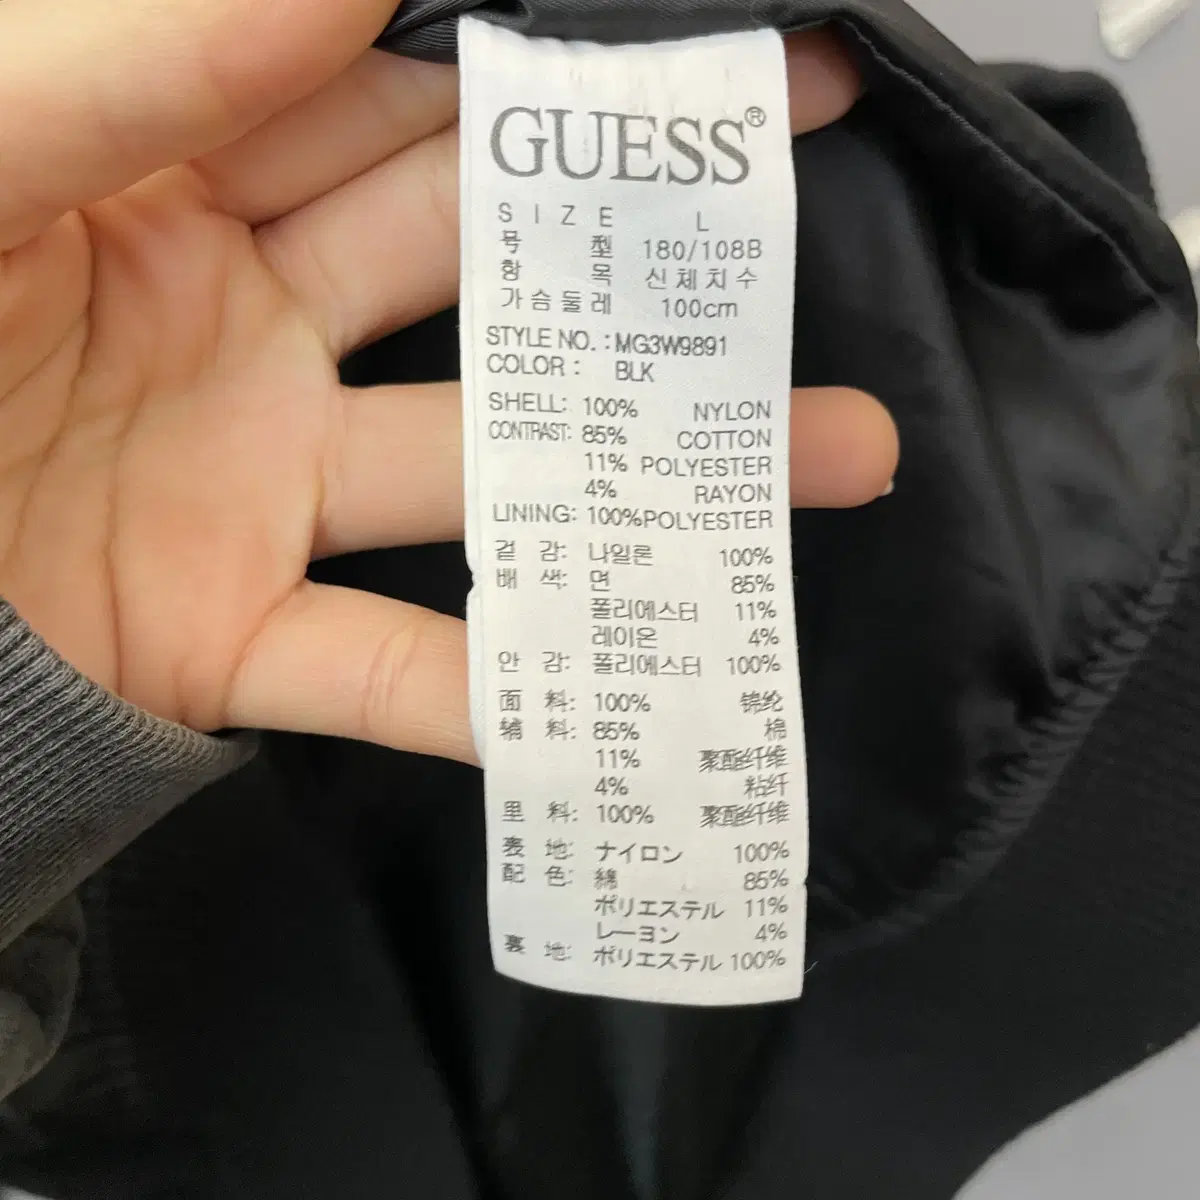 GUESS®
SIZE L
号 型 180/108B
항 목 신체치수
가슴둘레 100cm
STYLE NO. : MG3W9891
COLOR : BLK
SHELL: 100% NYLON
CONTRAST: 85% COTTON
11% POLYESTER
4% RAYON
LINING: 100% POLYESTER
겉 감: 나일론 100%
배 색: 면 85%
폴리에스터 11%
레이온 4%
안 감: 폴리에스터 100%
面 料: 100% 锦纶
辅 料: 85% 棉
11% 聚酯纤维
4% 粘纤
里 料: 100% 聚酯纤维
表 地: ナイロン 100%
配 色: 綿 85%
ポリエステル 11%
レーヨン 4%
裏 地: ポリエステル 100%